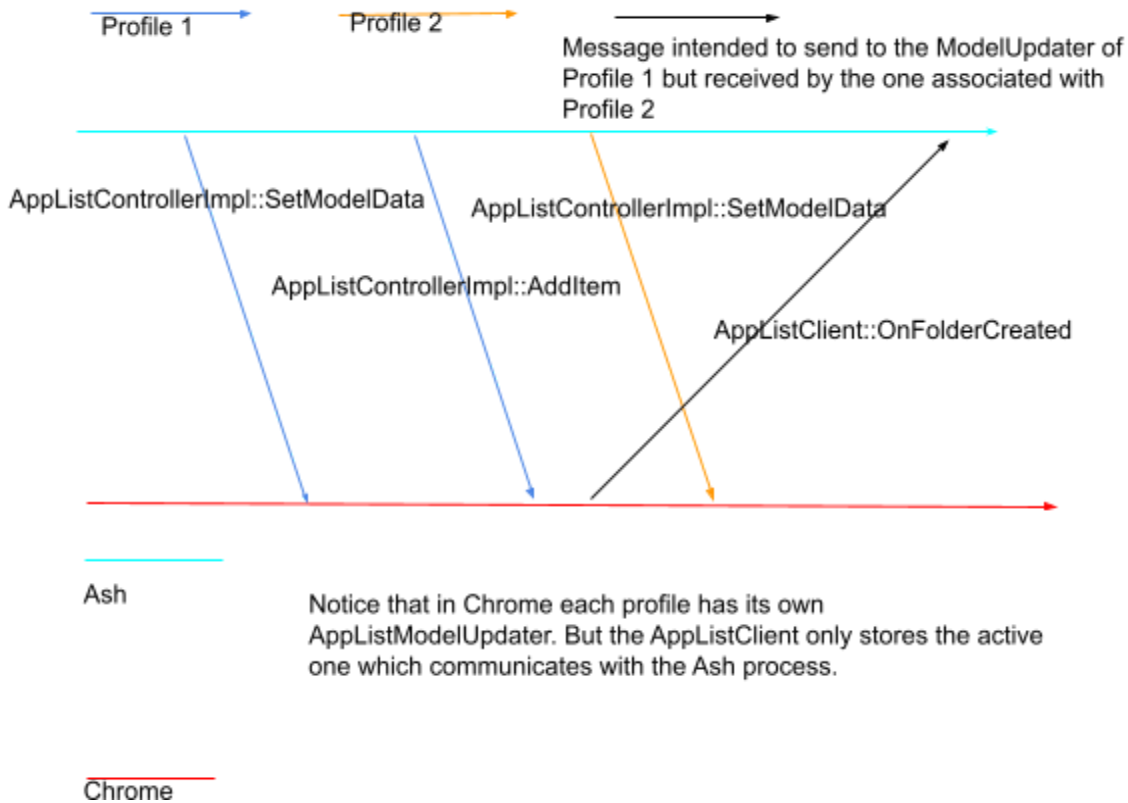 Profile 1
Profile 2
Message intended to send to the ModelUpdater of
Profile 1 but received by the one associated with
Profile 2
AppListControllerImpl::SetModelData
AppListControllerImpl::SetModelData
AppListControllerImpl::AddItem
AppListClient::OnFolderCreated
Ash
Notice that in Chrome each profile has its own
AppListModelUpdater. But the AppListClient only stores the active
one which communicates with the Ash process.
Chrome